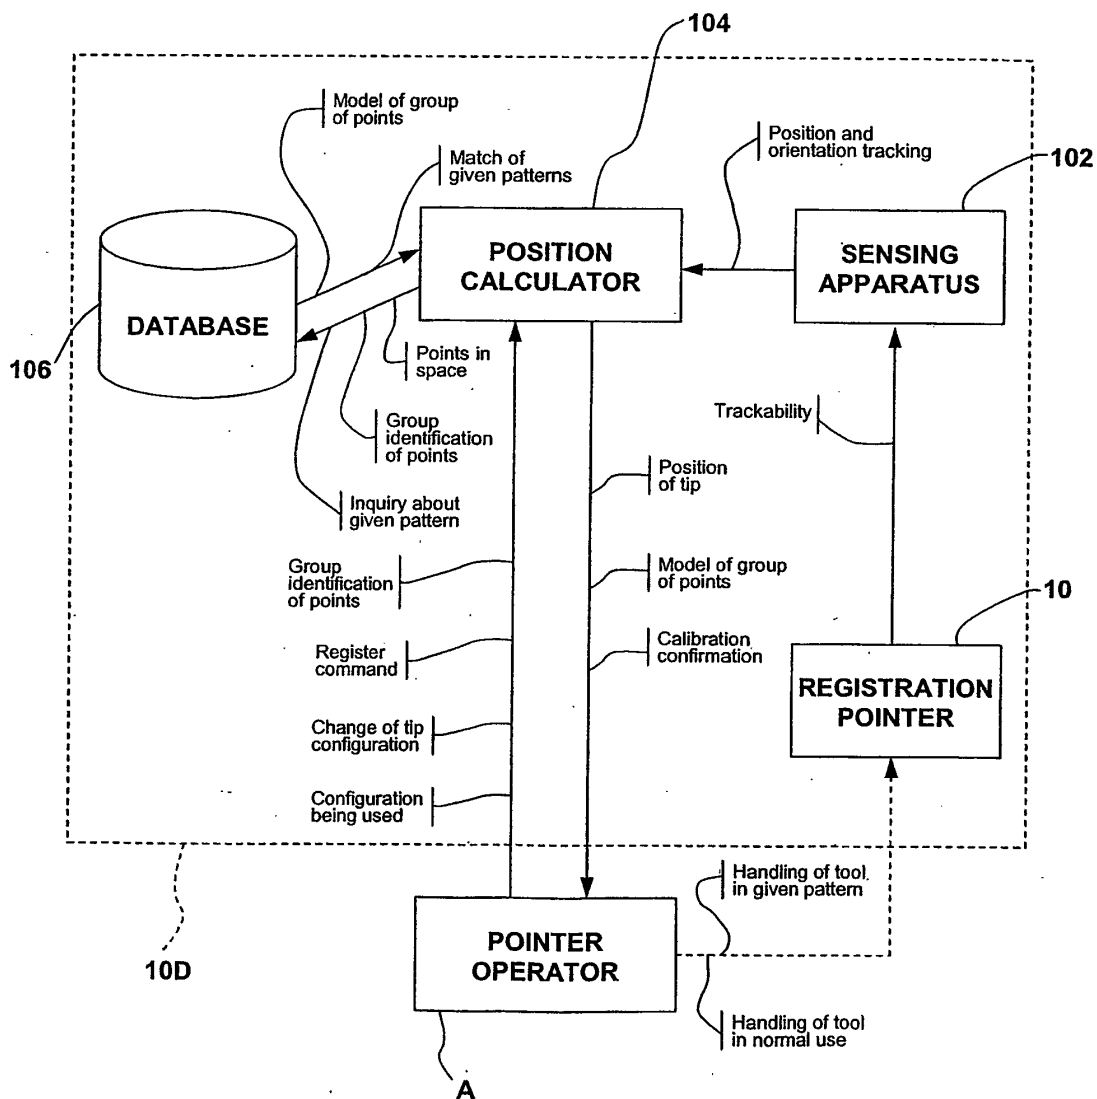 104
Model of group
of points
Match of
given patterns
Position and
orientation tracking
102
POSITION
CALCULATOR
SENSING
APPARATUS
DATABASE
106
Points in
space
Group
identification
of points
Inquiry about
given pattern
Trackability
Position
of tip
Group
identification
of points
Model of group
of points
10
Register
command
Calibration
confirmation
REGISTRATION
POINTER
Change of tip
configuration
Configuration
being used
Handling of tool
in given pattern
POINTER
OPERATOR
10D
Handling of tool
in normal use
A